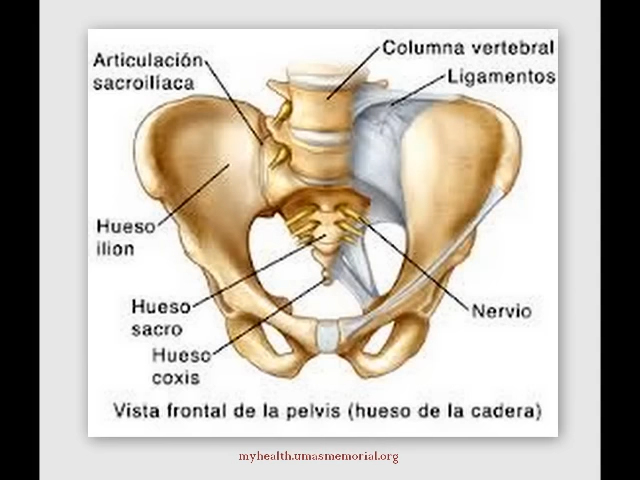 Articulación
sacroilíaca
Columna vertebral
Ligamentos
Hueso
ilion
Hueso
sacro
Nervio
Hueso
coxis
Vista frontal de la pelvis (hueso de la cadera)
myhealth.umasmemorial.org